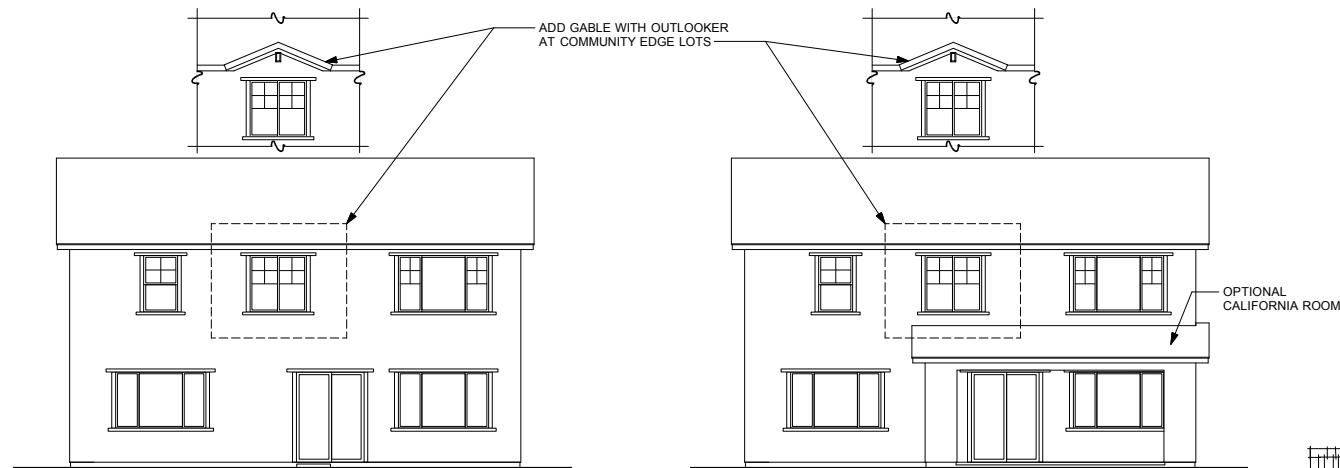 ADD GABLE WITH OUTLOOKER
AT COMMUNITY EDGE LOTS
OPTIONAL
CALIFORNIA ROOM